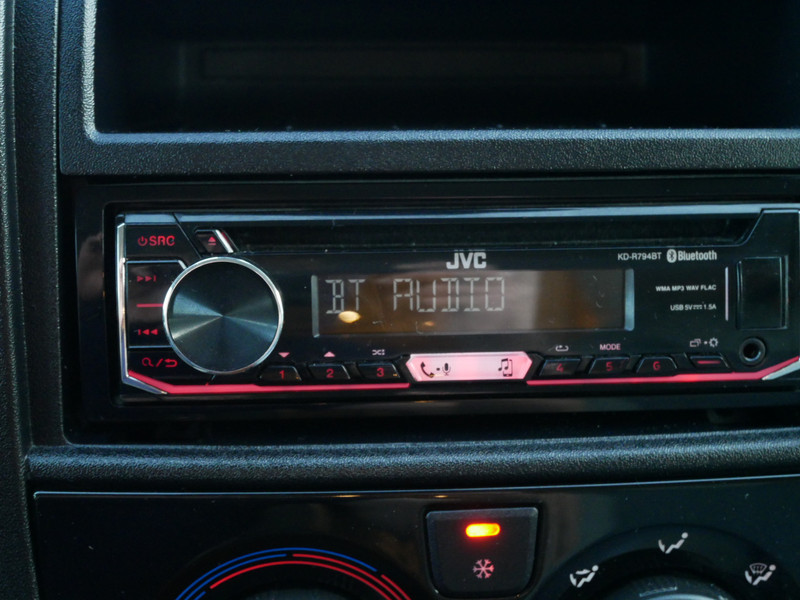 SRC
JVC
KD-R794BT Bluetooth
BT AUDIO
WMA MP3 WAV FLAC
USB 5V 1.5A
MODE
1 2 3 4 5 6